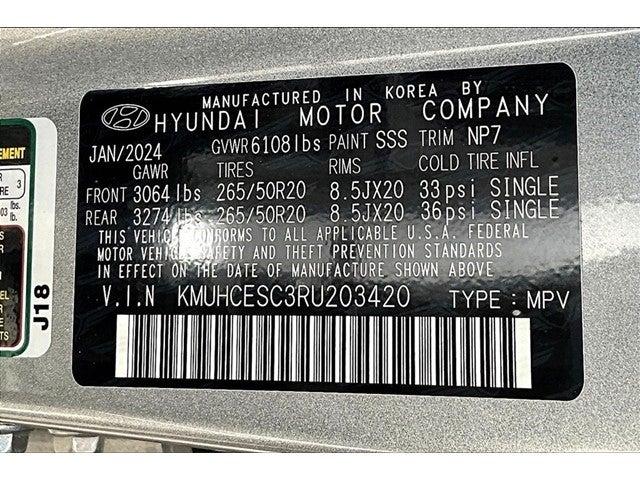 MANUFACTURED IN KOREA BY
HYUNDAI MOTOR COMPANY
JAN/2024 GVWR 6108lbs PAINT SSS TRIM NP7
GAWR TIRES RIMS COLD TIRE INFL
FRONT 3064 lbs 265/50R20 8.5JX20 33 psi SINGLE
REAR 3274 lbs 265/50R20 8.5JX20 36 psi SINGLE
THIS VEHICLE CONFORMS TO ALL APPLICABLE U.S.A. FEDERAL
MOTOR VEHICLE SAFETY AND THEFT PREVENTION STANDARDS
IN EFFECT ON THE DATE OF MANUFACTURE SHOWN ABOVE
V.I.N KMUHCESC3RU203420 TYPE : MPV
J18